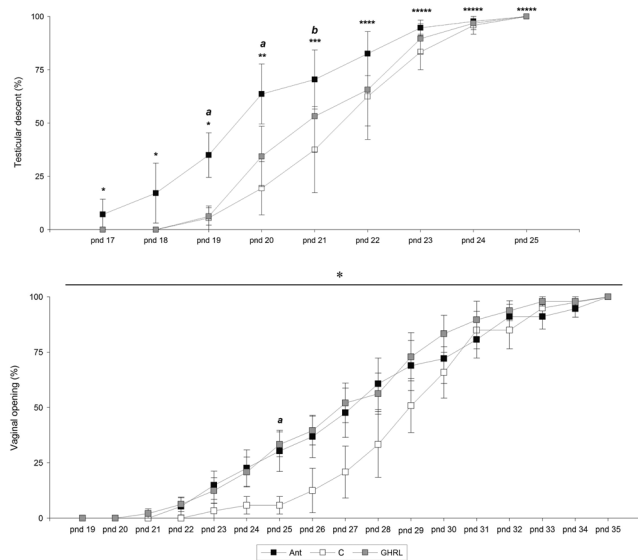 100
75
50
25
0
Testicular descent (%)
* * a * a ** b *** **** ***** ***** *****
pnd 17 pnd 18 pnd 19 pnd 20 pnd 21 pnd 22 pnd 23 pnd 24 pnd 25
*
100
75
50
25
0
Vaginal opening (%)
a
pnd 19 pnd 20 pnd 21 pnd 22 pnd 23 pnd 24 pnd 25 pnd 26 pnd 27 pnd 28 pnd 29 pnd 30 pnd 31 pnd 32 pnd 33 pnd 34 pnd 35
Ant C GHRL